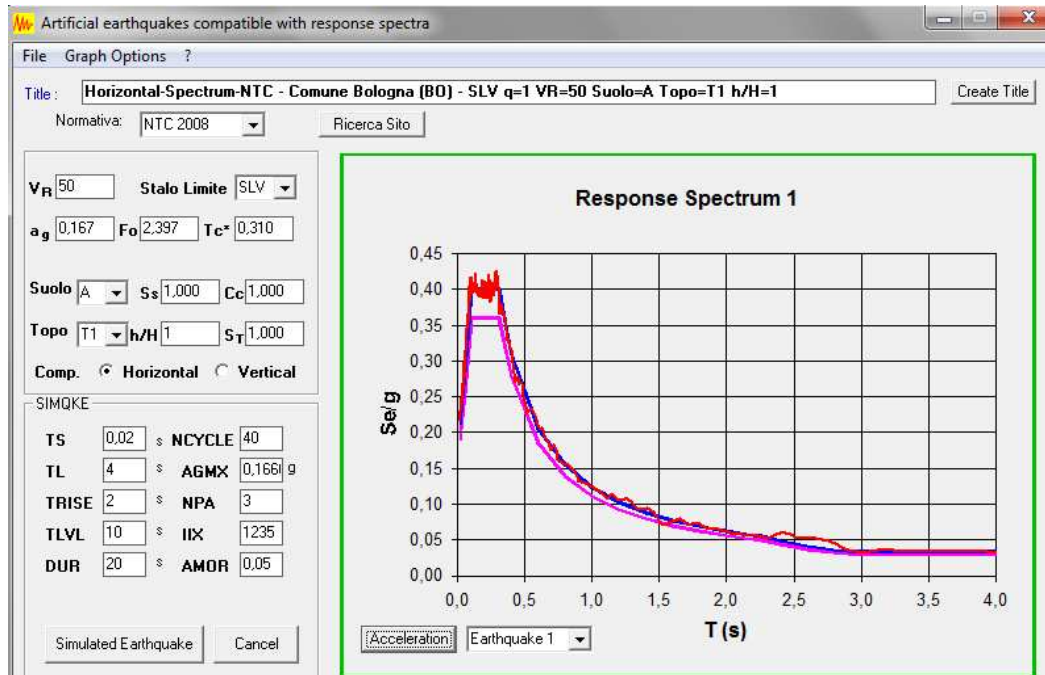 Artificial earthquakes compatible with response spectra
File Graph Options ?
Title : Horizontal-Spectrum-NTC - Comune Bologna (BO) - SLV q=1 VR=50 Suolo=A Topo=T1 h/H=1 Create Title
Normativa: NTC 2008 Ricerca Sito
VR 50 Stalo Limite SLV
ag 0,167 Fo 2,397 Tc* 0,310
Suolo A Ss 1,000 Cc 1,000
Topo T1 h/H 1 ST 1,000
Comp. Horizontal Vertical
SIMQKE
TS 0,02 s NCYCLE 40
TL 4 s AGMX 0,166 g
TRISE 2 s NPA 3
TLVL 10 s IIX 1235
DUR 20 s AMOR 0,05
Simulated Earthquake Cancel
Response Spectrum 1
Se/g
0,45
0,40
0,35
0,30
0,25
0,20
0,15
0,10
0,05
0,00
0,0 0,5 1,0 1,5 2,0 2,5 3,0 3,5 4,0
T (s)
Acceleration Earthquake 1